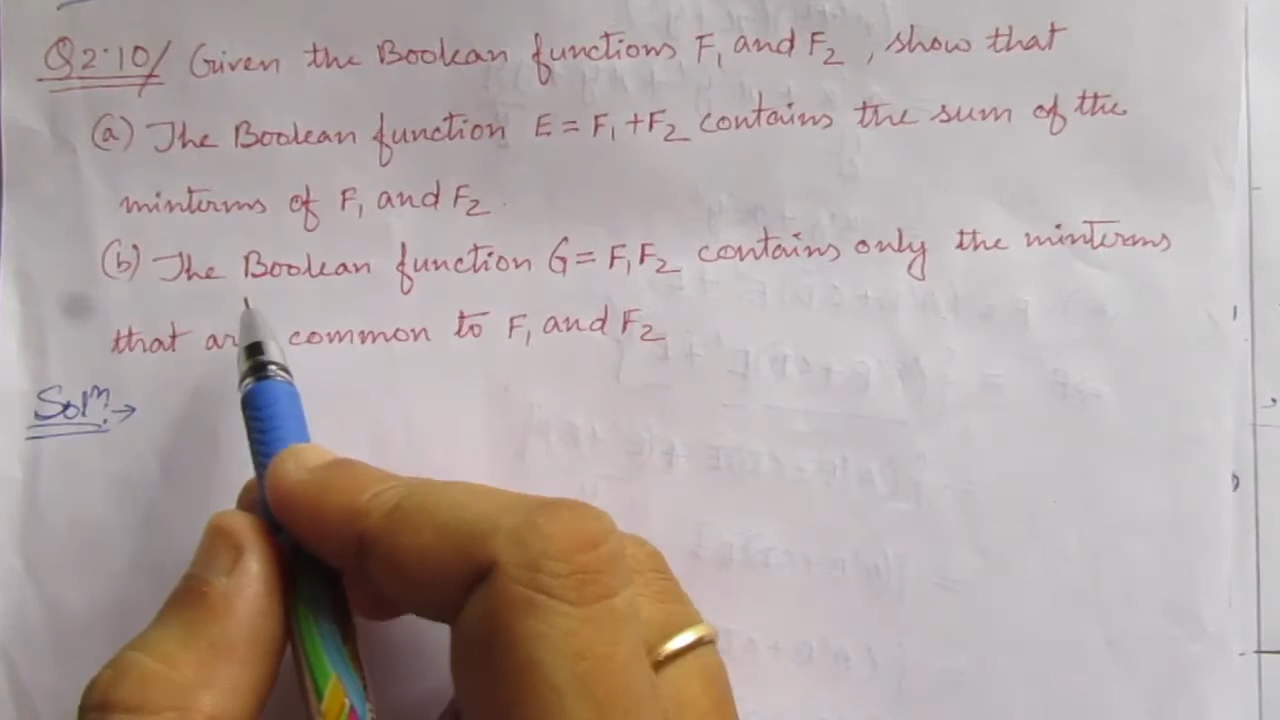 Q2.10/ Given the Boolean functions F1 and F2, show that
(a) The Boolean function E = F1+F2 contains the sum of the
minterms of F1 and F2.
(b) The Boolean function G = F1F2 contains only the minterms
that are common to F1 and F2
Soln:→